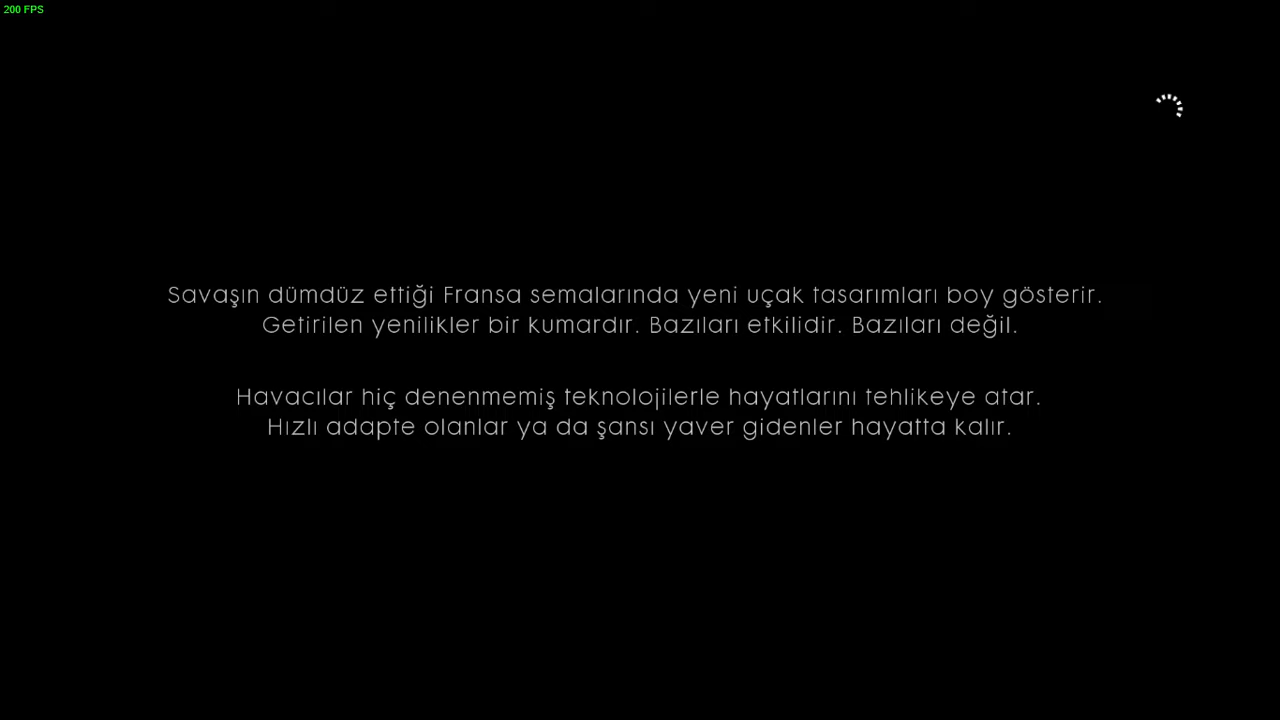 200 FPS
Savaşın dümdüz ettiği Fransa semalarında yeni uçak tasarımları boy gösterir.
Getirilen yenilikler bir kumardır. Bazıları etkilidir. Bazıları değil.
Havacılar hiç denenmemiş teknolojilerle hayatlarını tehlikeye atar.
Hızlı adapte olanlar ya da şansı yaver gidenler hayatta kalır.